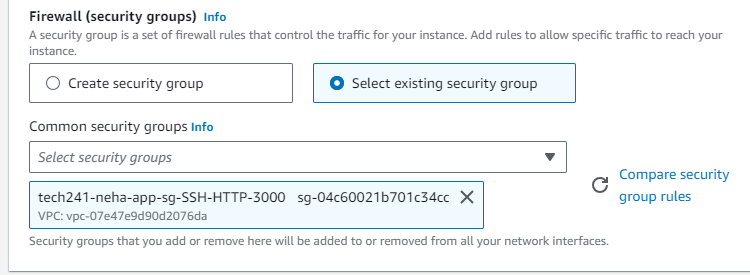 Firewall (security groups) Info
A security group is a set of firewall rules that control the traffic for your instance. Add rules to allow specific traffic to reach your
instance.
Create security group
Select existing security group
Common security groups Info
Select security groups
Compare security
group rules
tech241-neha-app-sg-SSH-HTTP-3000 sg-04c60021b701c34cc
VPC: vpc-07e47e9d90d2076da
Security groups that you add or remove here will be added to or removed from all your network interfaces.